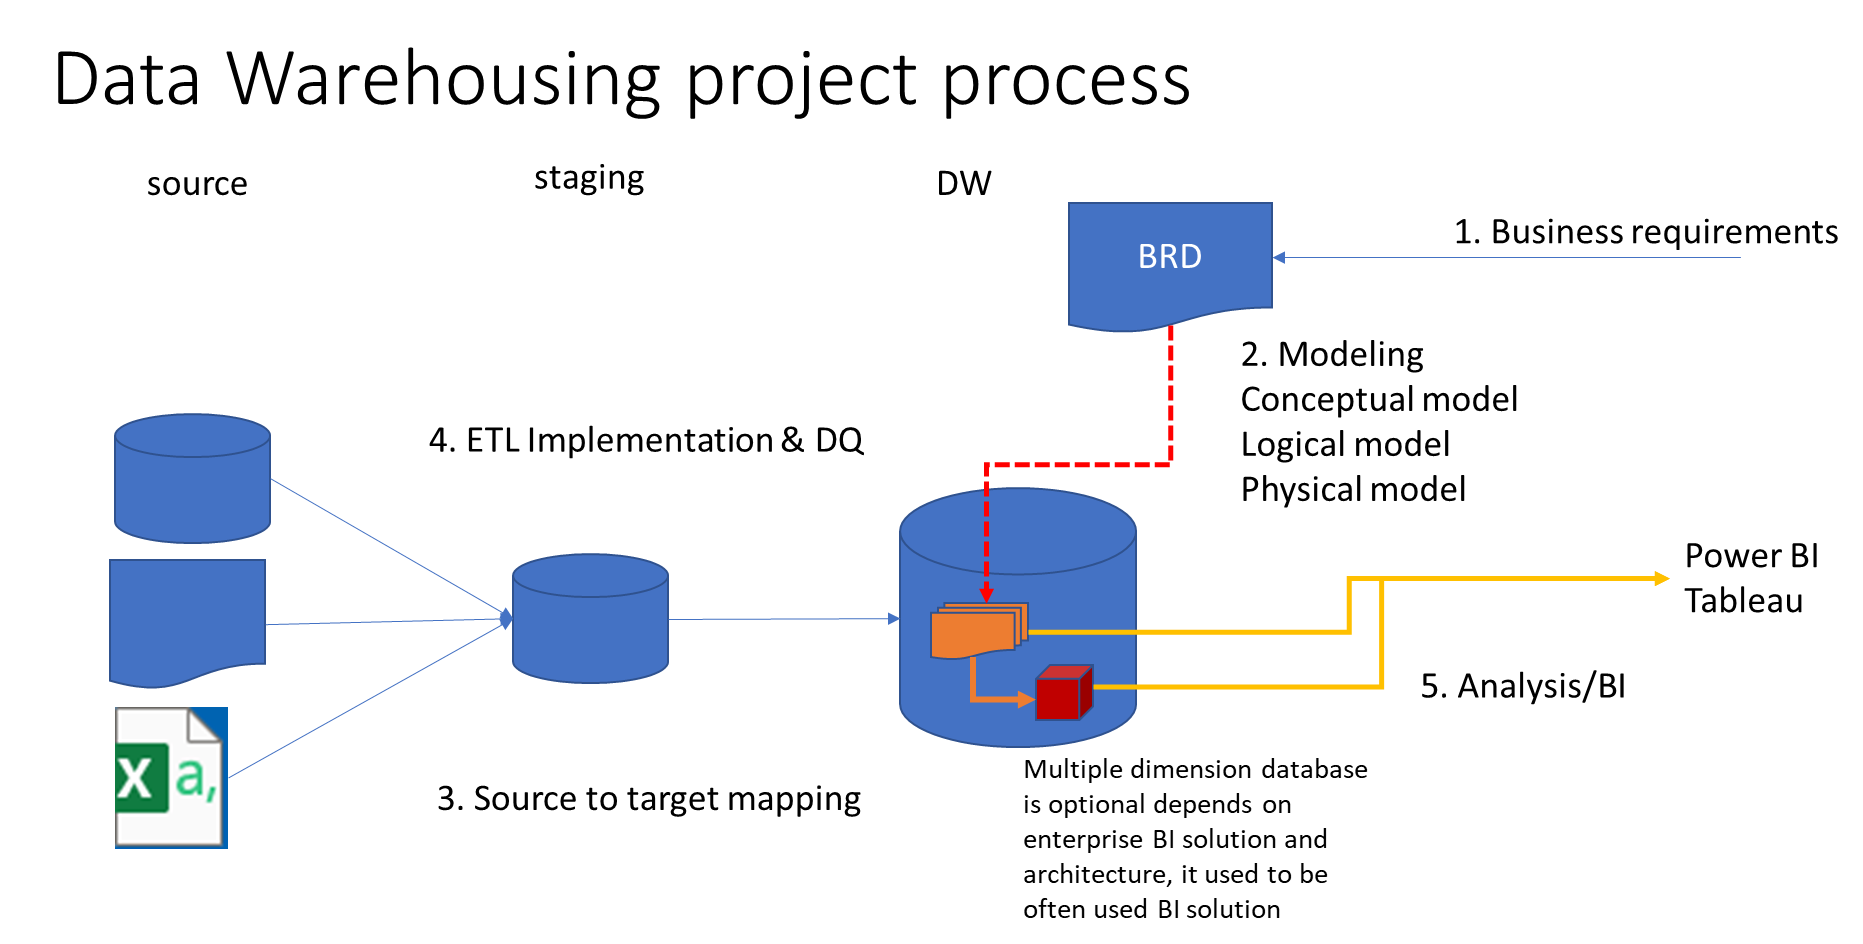 Data Warehousing project process
source
staging
DW
BRD
1. Business requirements
2. Modeling
Conceptual model
Logical model
Physical model
4. ETL Implementation & DQ
Power BI
Tableau
5. Analysis/BI
X a,
3. Source to target mapping
Multiple dimension database
is optional depends on
enterprise BI solution and
architecture, it used to be
often used BI solution